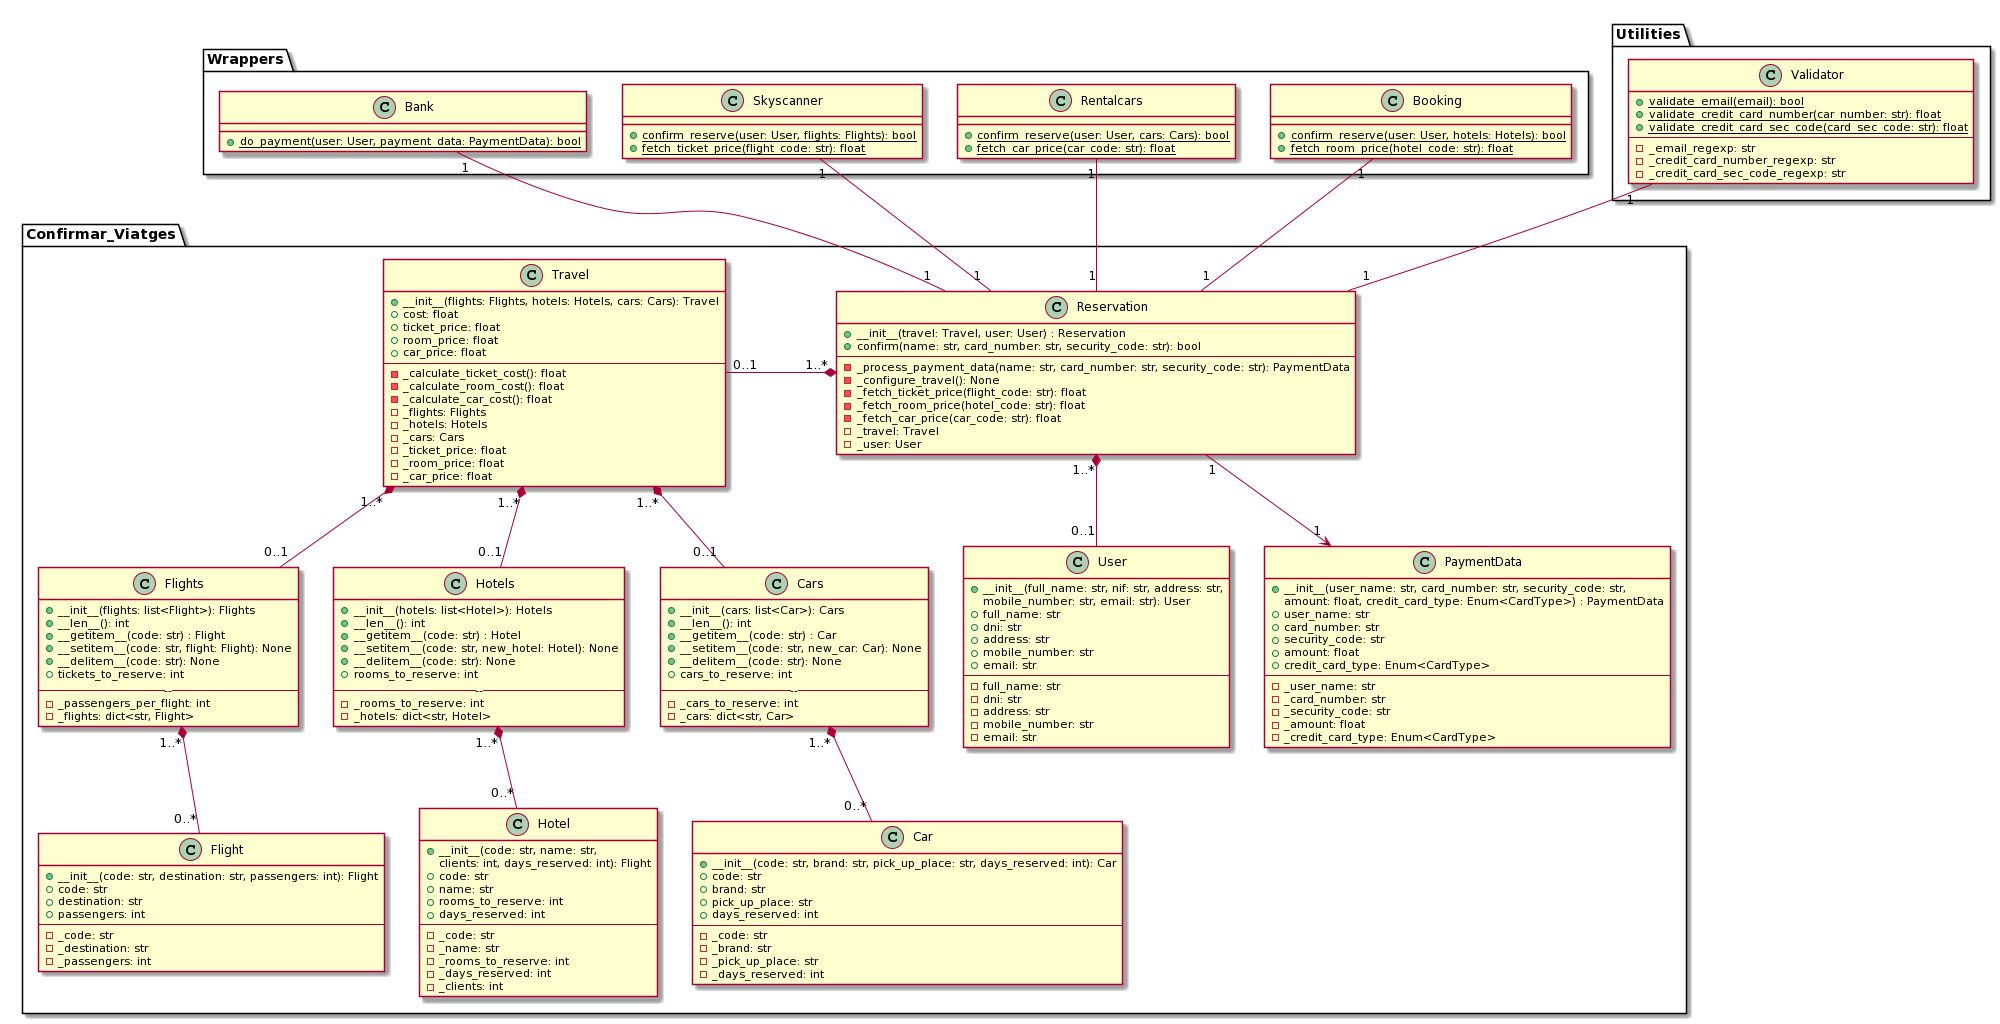 Wrappers
Bank
do_payment(user: User, payment_data: PaymentData): bool
Skyscanner
confirm_reserve(user: User, flights: Flights): bool
fetch_ticket_price(flight_code: str): float
Rentalcars
confirm_reserve(user: User, cars: Cars): bool
fetch_car_price(car_code: str): float
Booking
confirm_reserve(user: User, hotels: Hotels): bool
fetch_room_price(hotel_code: str): float
Utilities
Validator
validate_email(email): bool
validate_credit_card_number(car_number: str): float
validate_credit_card_sec_code(card_sec_code: str): float
_email_regexp: str
_credit_card_number_regexp: str
_credit_card_sec_code_regexp: str
1
1
1
1
1
Confirmar_Viatges
1
1
1
1
1
Travel
__init__(flights: Flights, hotels: Hotels, cars: Cars): Travel
cost: float
ticket_price: float
room_price: float
car_price: float
_calculate_ticket_cost(): float
_calculate_room_cost(): float
_calculate_car_cost(): float
_flights: Flights
_hotels: Hotels
_cars: Cars
_ticket_price: float
_room_price: float
_car_price: float
0..1
1..*
Reservation
__init__(travel: Travel, user: User) : Reservation
confirm(name: str, card_number: str, security_code: str): bool
_process_payment_data(name: str, card_number: str, security_code: str): PaymentData
_configure_travel(): None
_fetch_ticket_price(flight_code: str): float
_fetch_room_price(hotel_code: str): float
_fetch_car_price(car_code: str): float
_travel: Travel
_user: User
1..*
1..*
1..*
1..*
1
0..1
0..1
0..1
0..1
1
Flights
__init__(flights: list<Flight>): Flights
__len__(): int
__getitem__(code: str) : Flight
__setitem__(code: str, flight: Flight): None
__delitem__(code: str): None
tickets_to_reserve: int
--
_passengers_per_flight: int
_flights: dict<str, Flight>
Hotels
__init__(hotels: list<Hotel>): Hotels
__len__(): int
__getitem__(code: str) : Hotel
__setitem__(code: str, new_hotel: Hotel): None
__delitem__(code: str): None
rooms_to_reserve: int
--
_rooms_to_reserve: int
_hotels: dict<str, Hotel>
Cars
__init__(cars: list<Car>): Cars
__len__(): int
__getitem__(code: str) : Car
__setitem__(code: str, new_car: Car): None
__delitem__(code: str): None
cars_to_reserve: int
--
_cars_to_reserve: int
_cars: dict<str, Car>
User
__init__(full_name: str, nif: str, address: str,
mobile_number: str, email: str): User
full_name: str
dni: str
address: str
mobile_number: str
email: str
full_name: str
dni: str
address: str
mobile_number: str
email: str
PaymentData
__init__(user_name: str, card_number: str, security_code: str,
amount: float, credit_card_type: Enum<CardType>) : PaymentData
user_name: str
card_number: str
security_code: str
amount: float
credit_card_type: Enum<CardType>
_user_name: str
_card_number: str
_security_code: str
_amount: float
_credit_card_type: Enum<CardType>
1..*
1..*
1..*
0..*
0..*
0..*
Flight
__init__(code: str, destination: str, passengers: int): Flight
code: str
destination: str
passengers: int
_code: str
_destination: str
_passengers: int
Hotel
__init__(code: str, name: str,
clients: int, days_reserved: int): Flight
code: str
name: str
rooms_to_reserve: int
days_reserved: int
_code: str
_name: str
_rooms_to_reserve: int
_days_reserved: int
_clients: int
Car
__init__(code: str, brand: str, pick_up_place: str, days_reserved: int): Car
code: str
brand: str
pick_up_place: str
days_reserved: int
_code: str
_brand: str
_pick_up_place: str
_days_reserved: int